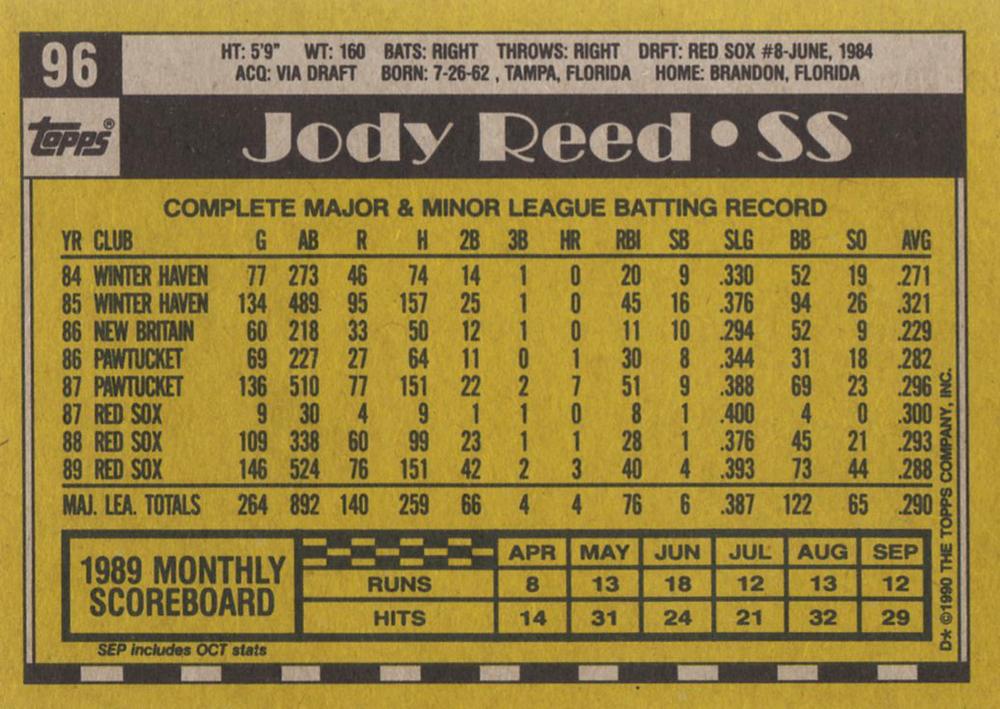 96
HT: 5'9" WT: 160 BATS: RIGHT THROWS: RIGHT DRFT: RED SOX #8-JUNE, 1984
ACQ: VIA DRAFT BORN: 7-26-62 , TAMPA, FLORIDA HOME: BRANDON, FLORIDA
Topps®
Jody Reed • SS
COMPLETE MAJOR & MINOR LEAGUE BATTING RECORD
YR CLUB G AB R H 2B 3B HR RBI SB SLG BB SO AVG
84 WINTER HAVEN 77 273 46 74 14 1 0 20 9 .330 52 19 .271
85 WINTER HAVEN 134 489 95 157 25 1 0 45 16 .376 94 26 .321
86 NEW BRITAIN 60 218 33 50 12 1 0 11 10 .294 52 9 .229
86 PAWTUCKET 69 227 27 64 11 0 1 30 8 .344 31 18 .282
87 PAWTUCKET 136 510 77 151 22 2 7 51 9 .388 69 23 .296
87 RED SOX 9 30 4 9 1 1 0 8 1 .400 4 0 .300
88 RED SOX 109 338 60 99 23 1 1 28 1 .376 45 21 .293
89 RED SOX 146 524 76 151 42 2 3 40 4 .393 73 44 .288
MAJ. LEA. TOTALS 264 892 140 259 66 4 4 76 6 .387 122 65 .290
1989 MONTHLY
SCOREBOARD
APR MAY JUN JUL AUG SEP
RUNS 8 13 18 12 13 12
HITS 14 31 24 21 32 29
SEP includes OCT stats
D* ©1990 THE TOPPS COMPANY, INC.